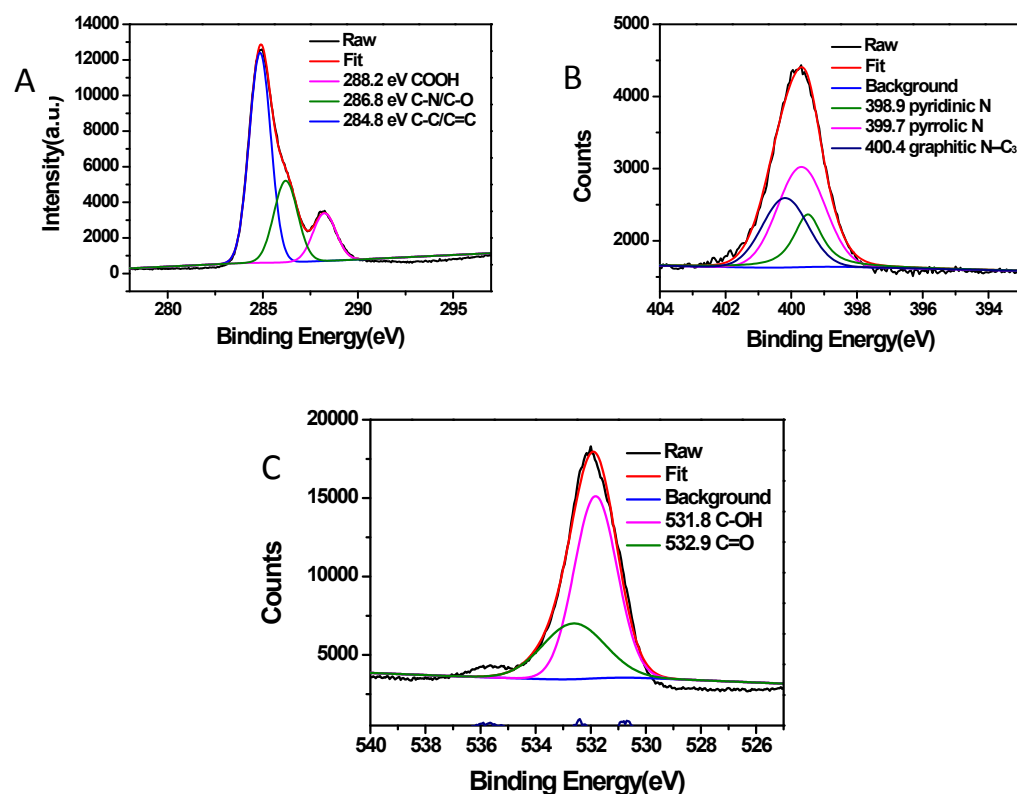 A
Intensity(a.u.)
14000
12000
10000
8000
6000
4000
2000
0
Raw
Fit
288.2 eV COOH
286.8 eV C-N/C-O
284.8 eV C-C/C=C
280
285
290
295
Binding Energy(eV)
B
Counts
5000
4000
3000
2000
Raw
Fit
Background
398.9 pyridinic N
399.7 pyrrolic N
400.4 graphitic N–C3
404
402
400
398
396
394
Binding Energy(eV)
C
Counts
20000
15000
10000
5000
Raw
Fit
Background
531.8 C-OH
532.9 C=O
540
538
536
534
532
530
528
526
Binding Energy(eV)